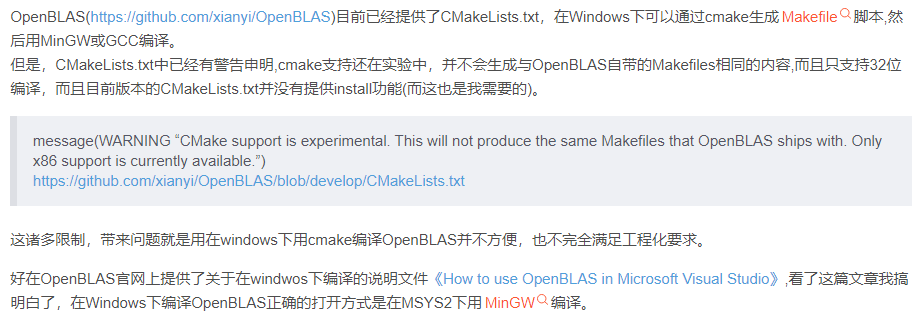 OpenBLAS(https://github.com/xianyi/OpenBLAS)目前已经提供了CMakeLists.txt，在Windows下可以通过cmake生成 Makefile 脚本,然
后用MinGW或GCC编译。
但是，CMakeLists.txt中已经有警告申明,cmake支持还在实验中，并不会生成与OpenBLAS自带的Makefiles相同的内容,而且只支持32位
编译，而且目前版本的CMakeLists.txt并没有提供install功能(而这也是我需要的)。
message(WARNING “CMake support is experimental. This will not produce the same Makefiles that OpenBLAS ships with. Only
x86 support is currently available.”)
https://github.com/xianyi/OpenBLAS/blob/develop/CMakeLists.txt
这诸多限制，带来问题就是用在windows下用cmake编译OpenBLAS并不方便，也不完全满足工程化要求。
好在OpenBLAS官网上提供了关于在windwos下编译的说明文件《How to use OpenBLAS in Microsoft Visual Studio》,看了这篇文章我搞
明白了，在Windows下编译OpenBLAS正确的打开方式是在MSYS2下用 MinGW 编译。